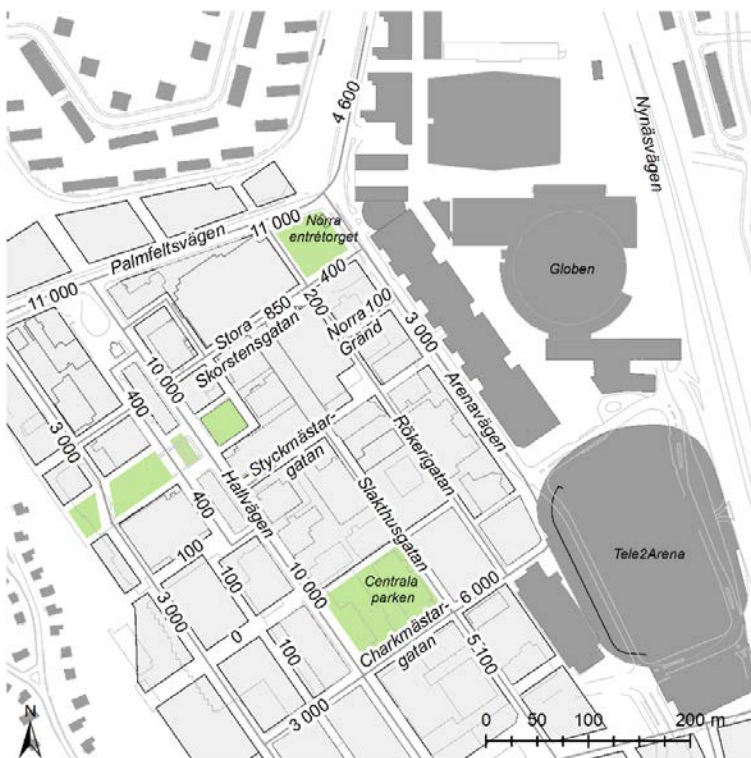 4 600
Nynäsvägen
Norra
entrétorget
11 000
Palmfeltsvägen
11 000
Globen
400
200
Stora
850
Skorstensgatan
Norra 100
Gränd
3 000
Arenavägen
10 000
400
3 000
Styckmästar-
gatan
Rökerigatan
Hallvägen
Slakthusgatan
400
Tele2Arena
100
100
10 000
Centrala
parken
6 000
3 000
0
100
Charkmästar-
gatan
5 100
3 000
N
0 50 100 200 m